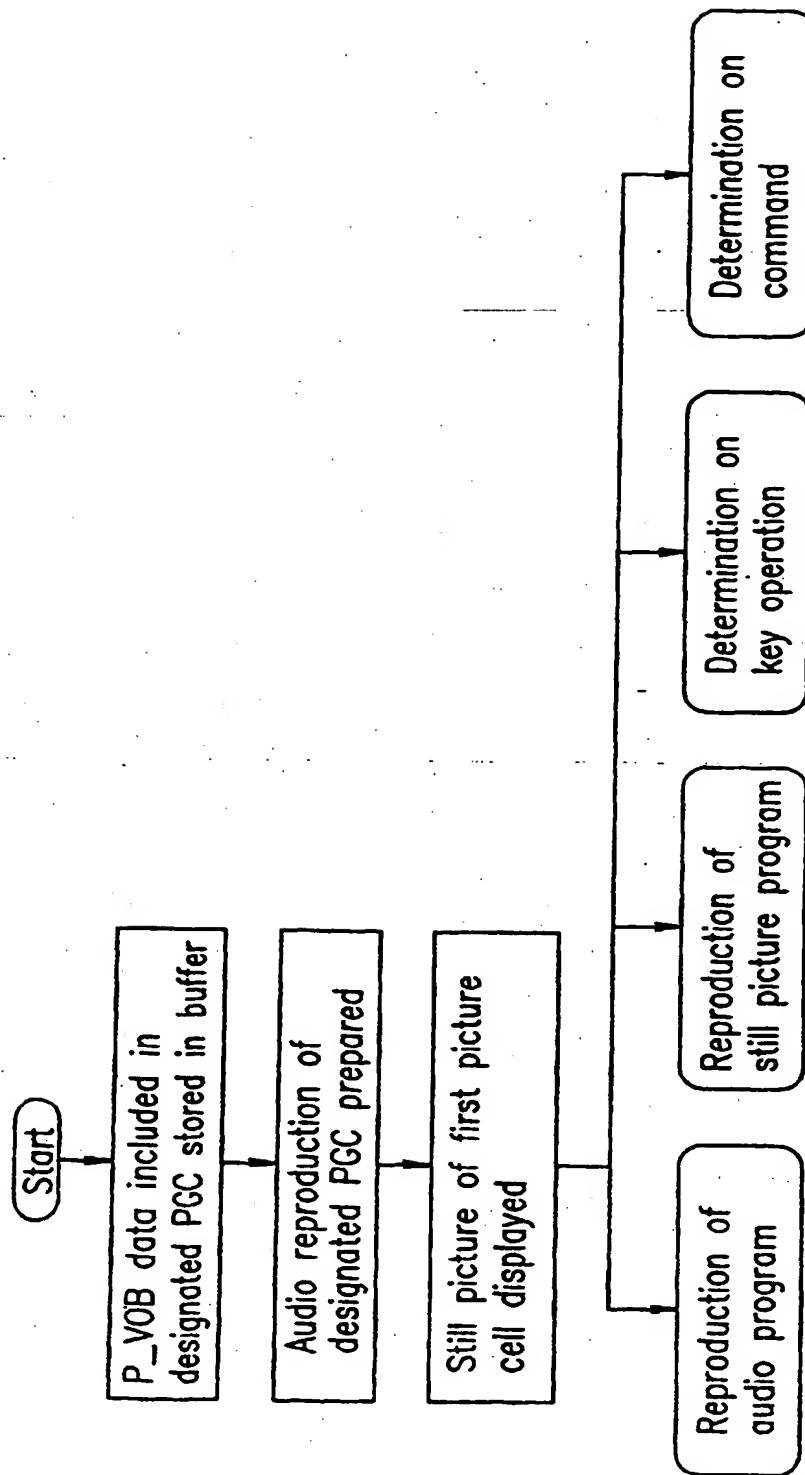 Start
P_VOB data included in
designated PGC stored in buffer
Audio reproduction of
designated PGC prepared
Still picture of first picture
cell displayed
Reproduction of
audio program
Reproduction of
still picture program
Determination on
key operation
Determination on
command